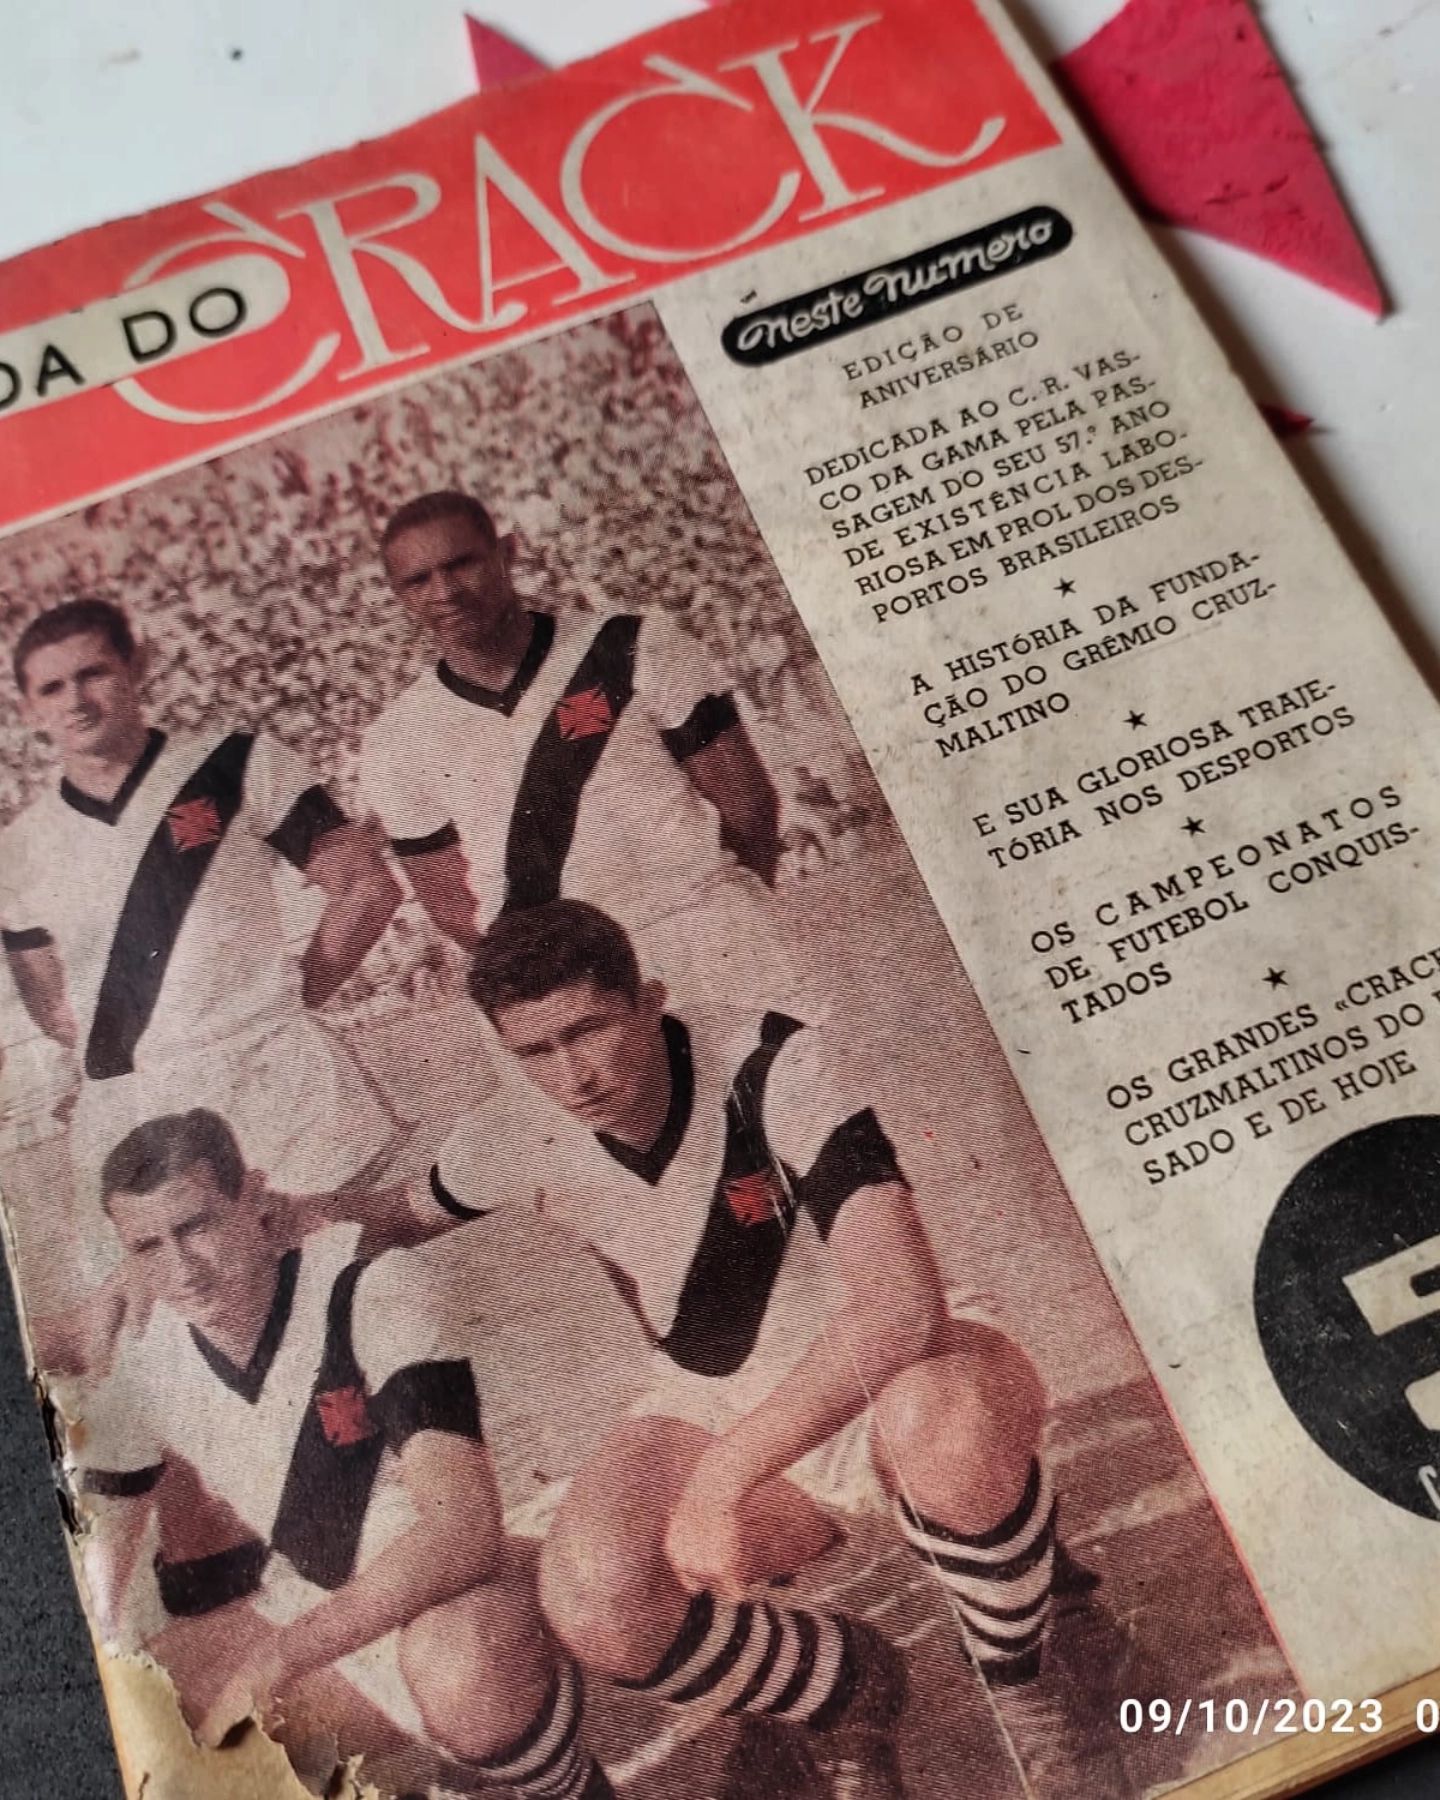 DA DO
CRACK
neste numero
EDIÇÃO DE
ANIVERSÁRIO
DEDICADA AO C. R. VAS-
CO DA GAMA PELA PAS-
SAGEM DO SEU 57.º ANO
DE EXISTÊNCIA LABO-
RIOSA EM PROL DOS DES-
PORTOS BRASILEIROS
★
A HISTÓRIA DA FUNDA-
ÇÃO DO GRÊMIO CRUZ-
MALTINO
★
E SUA GLORIOSA TRAJE-
TÓRIA NOS DESPORTOS
★
OS CAMPEONATOS
DE FUTEBOL CONQUIS-
TADOS
★
OS GRANDES «CRACK
CRUZMALTINOS DO
SADO E DE HOJE
09/10/2023 0